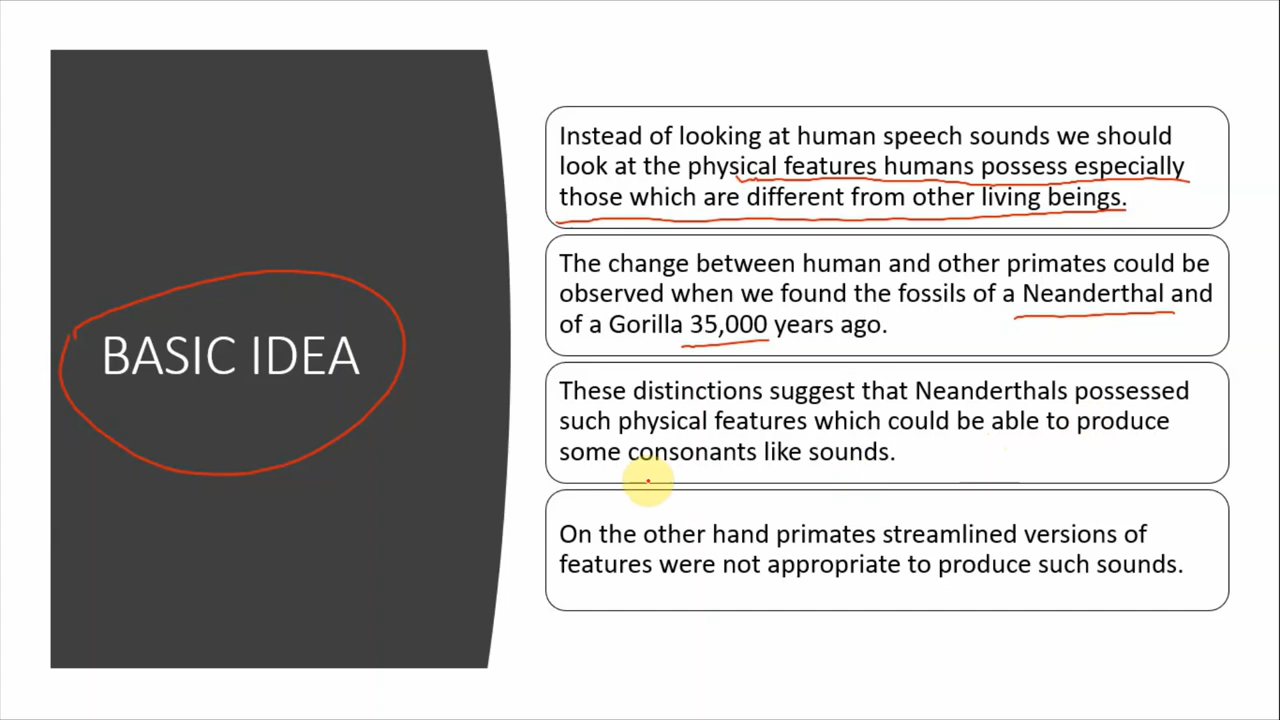 BASIC IDEA
Instead of looking at human speech sounds we should
look at the physical features humans possess especially
those which are different from other living beings.
The change between human and other primates could be
observed when we found the fossils of a Neanderthal and
of a Gorilla 35,000 years ago.
These distinctions suggest that Neanderthals possessed
such physical features which could be able to produce
some consonants like sounds.
On the other hand primates streamlined versions of
features were not appropriate to produce such sounds.